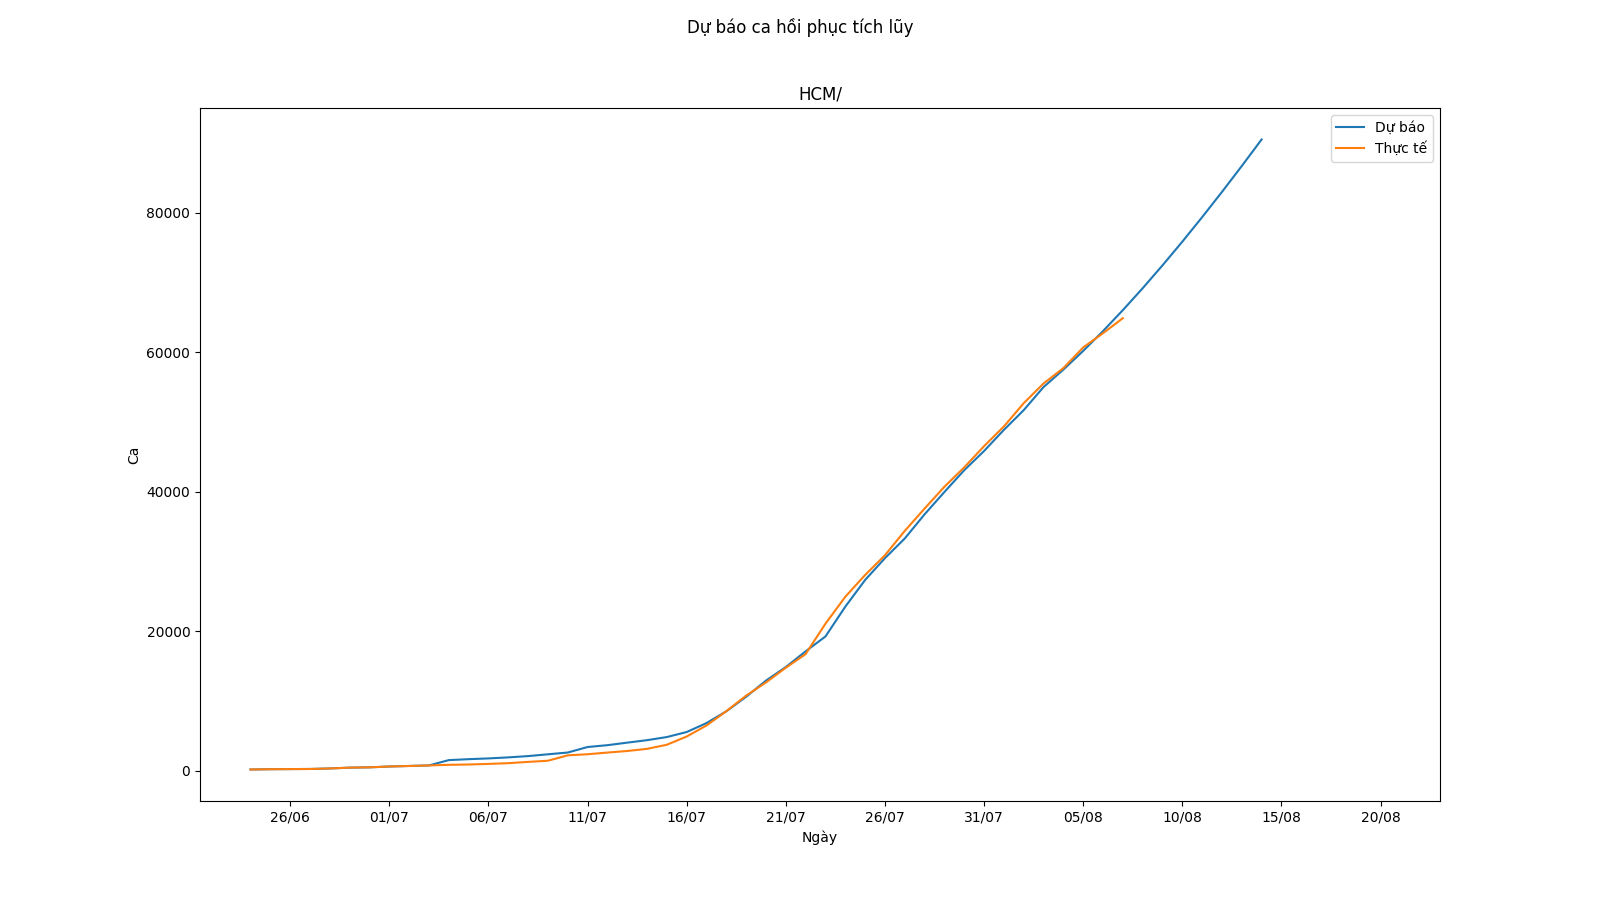 Dự báo ca hồi phục tích lũy
HCM/
Dự báo
Thực tế
80000
60000
40000
20000
0
Ca
26/06 01/07 06/07 11/07 16/07 21/07 26/07 31/07 05/08 10/08 15/08 20/08
Ngày